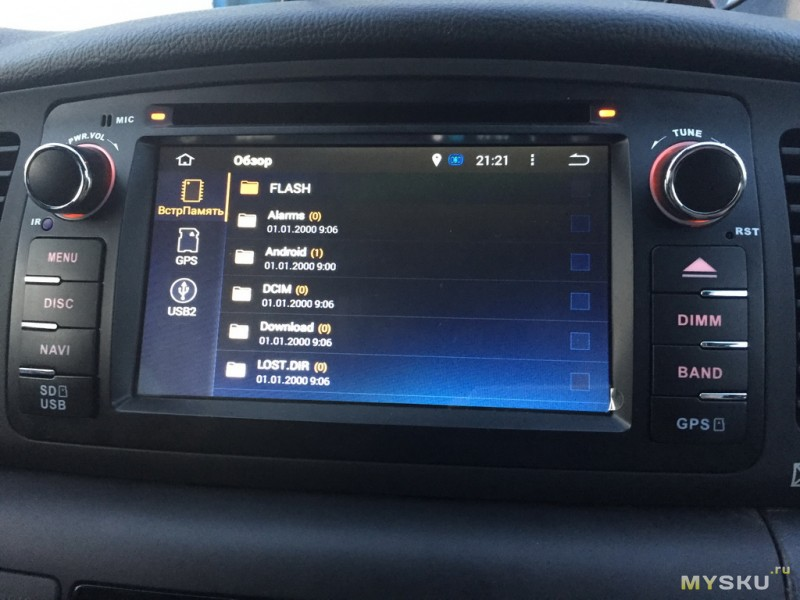 MIC
PWR.VOL
TUNE
Обзор
21:21
IR
RST
ВстрПамять
GPS
USB2
FLASH
Alarms (0)
01.01.2000 9:06
Android (1)
01.01.2000 9:00
DCIM (0)
01.01.2000 9:06
Download (0)
01.01.2000 9:06
LOST.DIR (0)
01.01.2000 9:06
MENU
DISC
NAVI
SD
USB
DIMM
BAND
GPS
MYSKU.ru